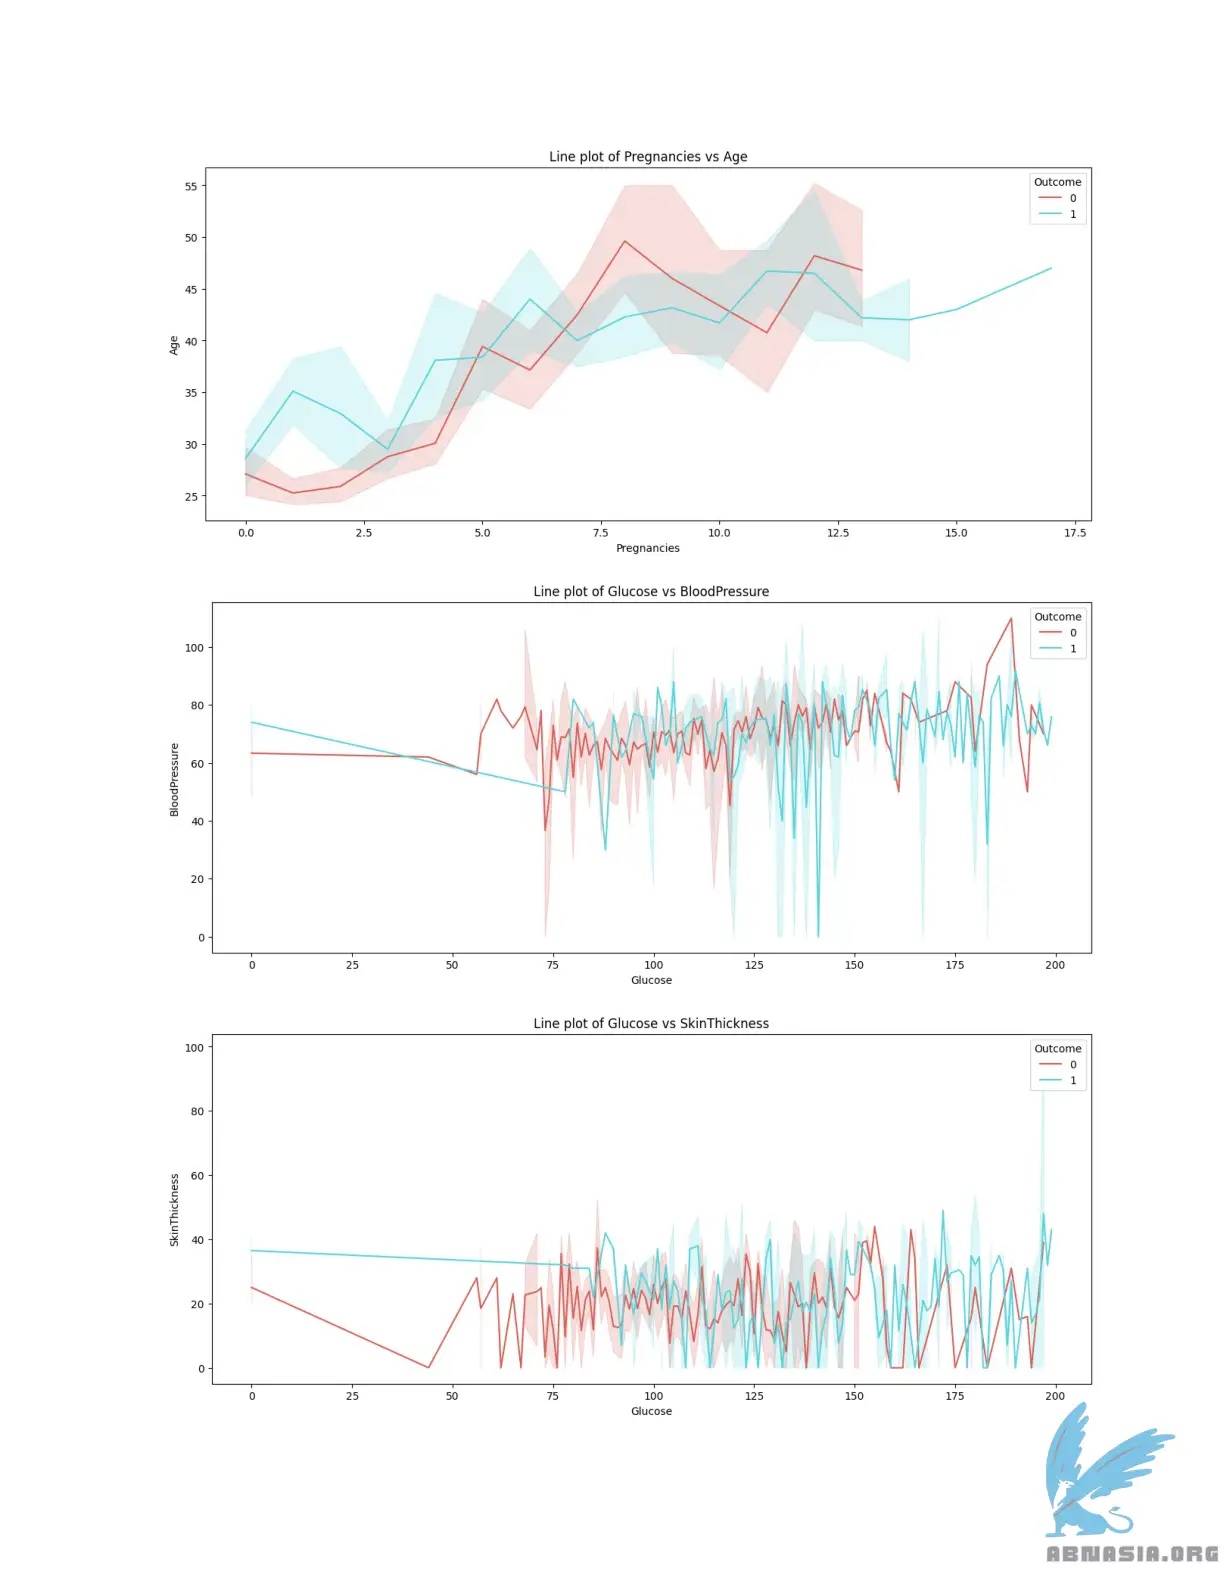 Line plot of Pregnancies vs Age
Outcome
0
1
55
50
45
40
35
30
25
Age
0.0 2.5 5.0 7.5 10.0 12.5 15.0 17.5
Pregnancies
Line plot of Glucose vs BloodPressure
Outcome
0
1
100
80
60
40
20
0
BloodPressure
0 25 50 75 100 125 150 175 200
Glucose
Line plot of Glucose vs SkinThickness
Outcome
0
1
100
80
60
40
20
0
SkinThickness
0 25 50 75 100 125 150 175 200
Glucose
ABNASIA.ORG